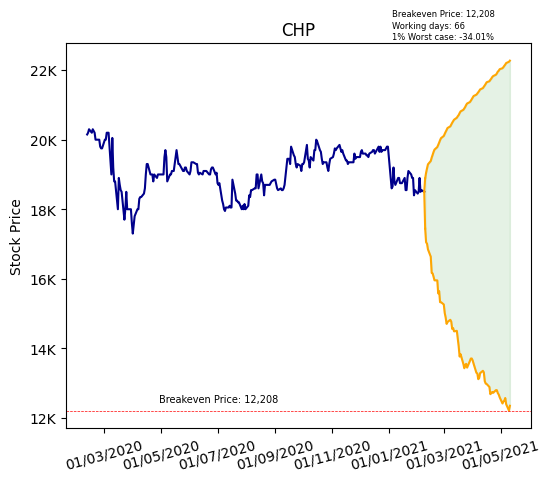 Breakeven Price: 12,208
Working days: 66
1% Worst case: -34.01%
CHP
Stock Price
22K
20K
18K
16K
14K
12K
Breakeven Price: 12,208
01/03/2020 01/05/2020 01/07/2020 01/09/2020 01/11/2020 01/01/2021 01/03/2021 01/05/2021